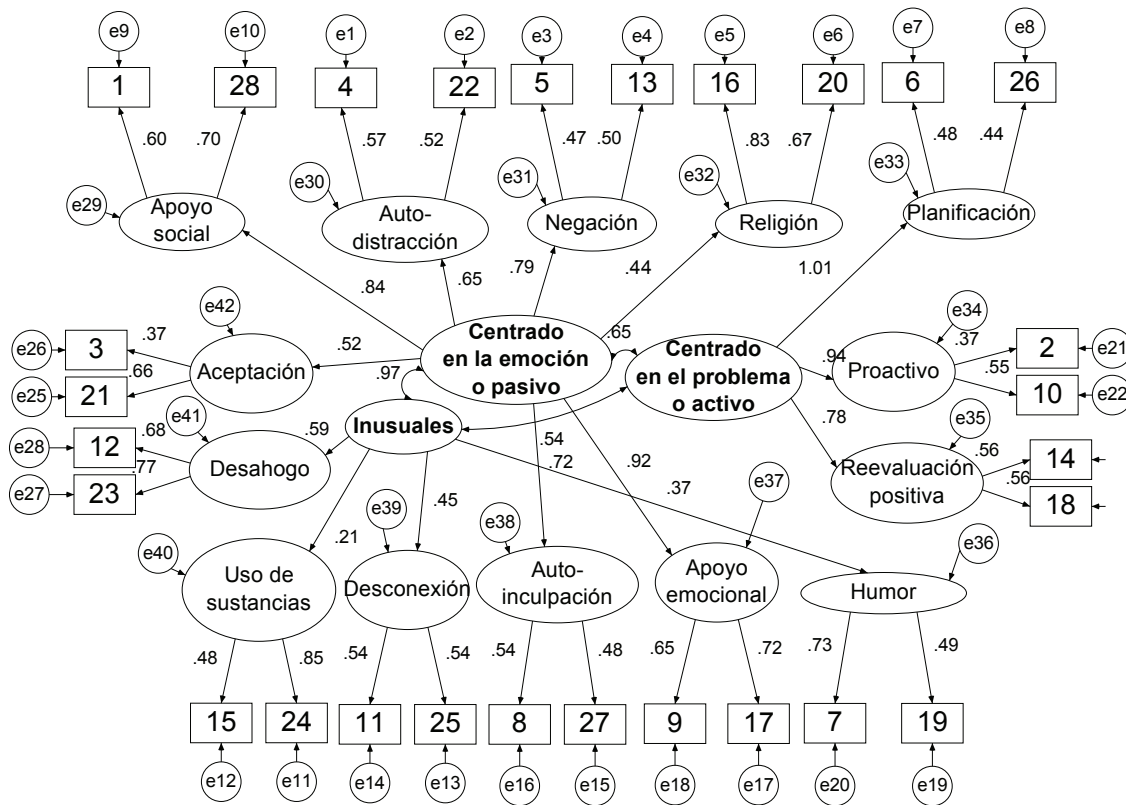 e9
e10
e1
e2
e3
e4
e5
e6
e7
e8
1
28
4
22
5
13
16
20
6
26
.60
.70
.57
.52
.47
.50
.83
.67
.48
.44
e29
e30
e31
e32
e33
Apoyo
social
Auto-
distracción
Negación
Religión
Planificación
.84
.65
.79
.44
1.01
e42
e34
e26
3
.37
Aceptación
.52
e25
21
.66
Centrado
en la emoción
o pasivo
.65
Centrado
en el problema
o activo
.94
Proactivo
.37
2
e21
.55
10
e22
.97
Inusuales
.78
e41
e28
12
.68
Desahogo
.59
e27
23
.77
e35
Reevaluación
positiva
.56
14
.56
18
.54
.72
.92
.37
.45
.21
e40
e39
e38
e37
e36
Uso de
sustancias
Desconexión
Auto-
inculpación
Apoyo
emocional
Humor
.48
.85
.54
.54
.54
.48
.65
.72
.73
.49
15
24
11
25
8
27
9
17
7
19
e12
e11
e14
e13
e16
e15
e18
e17
e20
e19